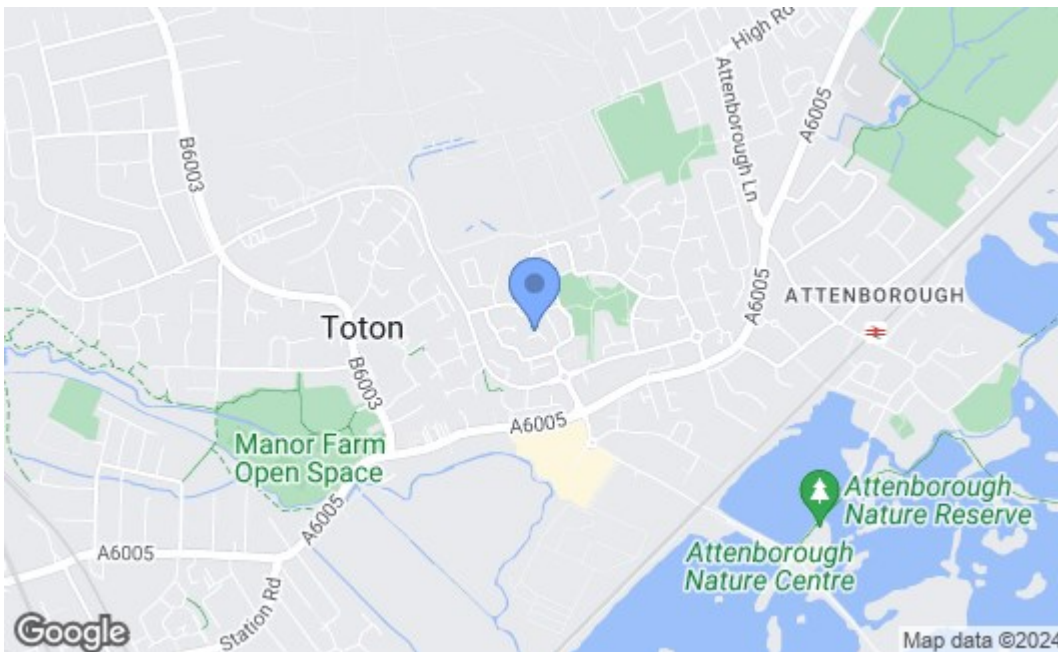 High Rd
Attenborough Ln
A6005
B6003
A6005
ATTENBOROUGH
Toton
B6003
A6005
Manor Farm
Open Space
Attenborough
Nature Reserve
A6005
A6005
Attenborough
Nature Centre
Station Rd
Google
Map data ©2024